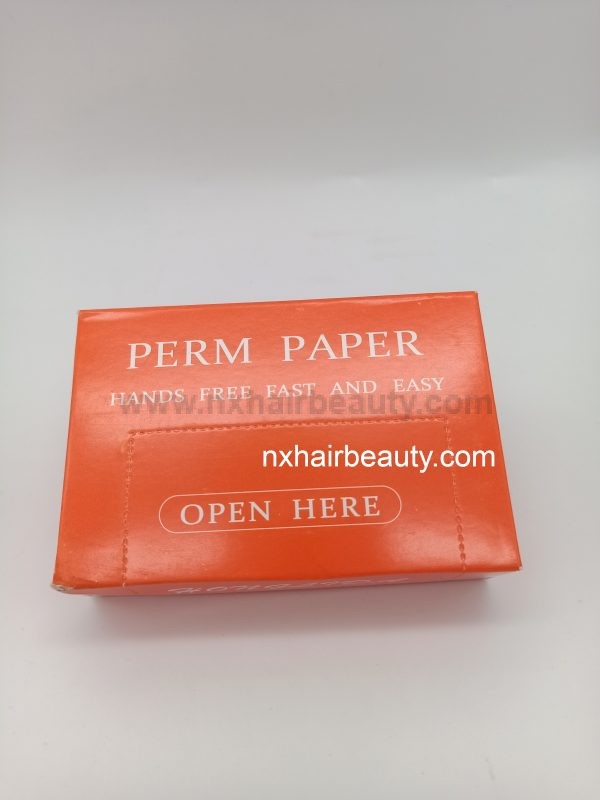 PERM PAPER
HANDS FREE FAST AND EASY
www.nxhairbeauty.com
nxhairbeauty.com
OPEN HERE